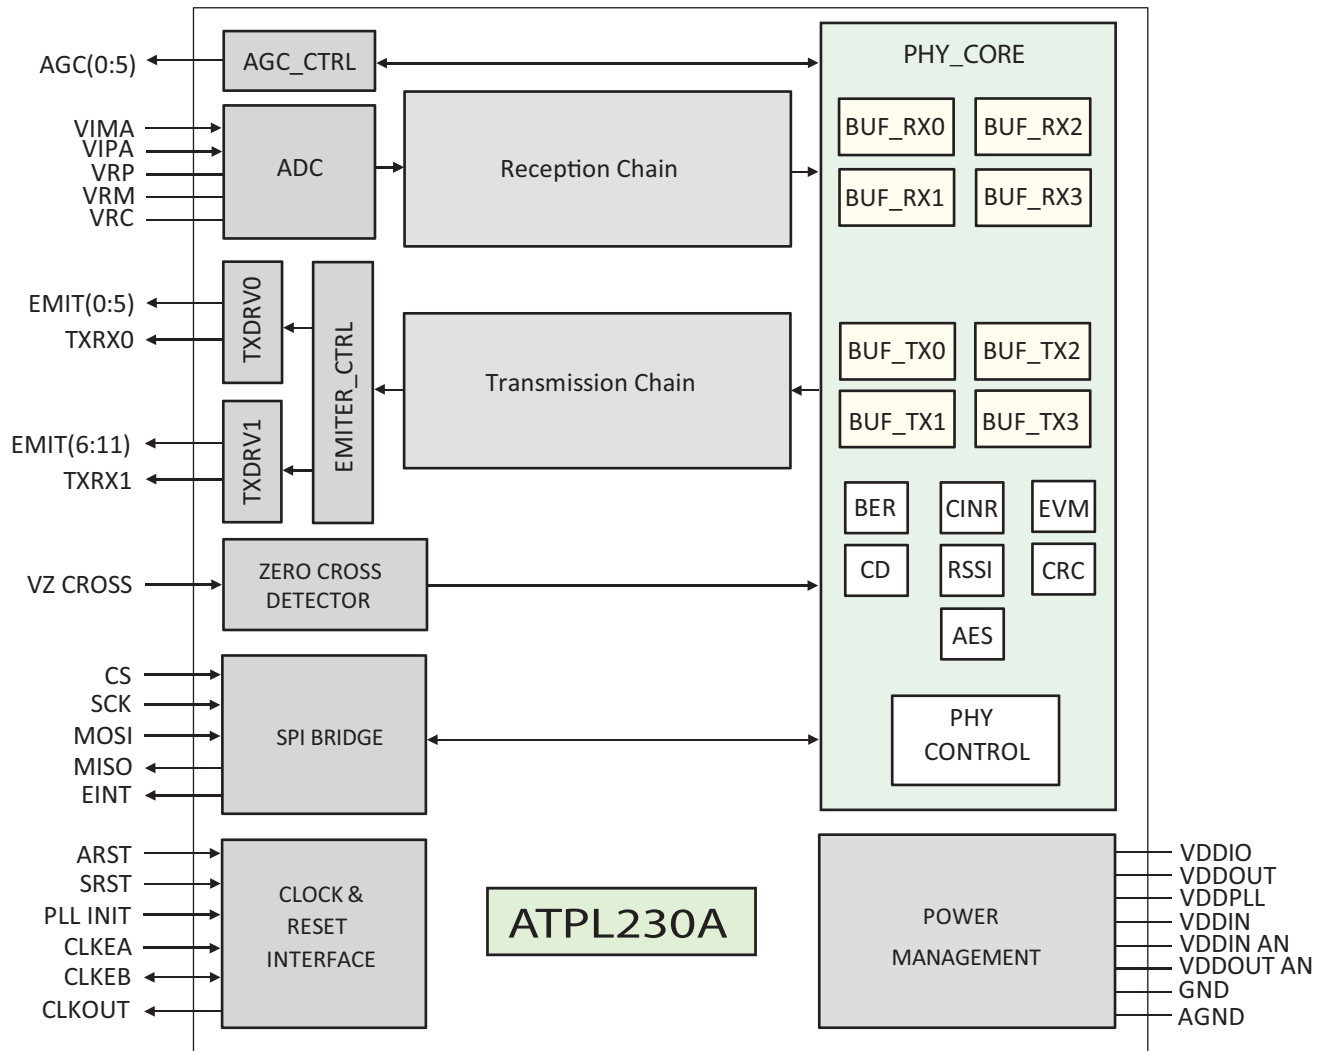 AGC(0:5)
AGC_CTRL
PHY_CORE
VIMA
VIPA
VRP
VRM
VRC
ADC
Reception Chain
BUF_RX0
BUF_RX2
BUF_RX1
BUF_RX3
EMIT(0:5)
TXRX0
TXDRV0
EMIT(6:11)
TXRX1
TXDRV1
EMITER_CTRL
Transmission Chain
BUF_TX0
BUF_TX2
BUF_TX1
BUF_TX3
BER
CINR
EVM
CD
RSSI
CRC
AES
VZ CROSS
ZERO CROSS
DETECTOR
CS
SCK
MOSI
MISO
EINT
SPI BRIDGE
PHY
CONTROL
ARST
SRST
PLL INIT
CLKEA
CLKEB
CLKOUT
CLOCK &
RESET
INTERFACE
ATPL230A
POWER
MANAGEMENT
VDDIO
VDDOUT
VDDPLL
VDDIN
VDDIN AN
VDDOUT AN
GND
AGND